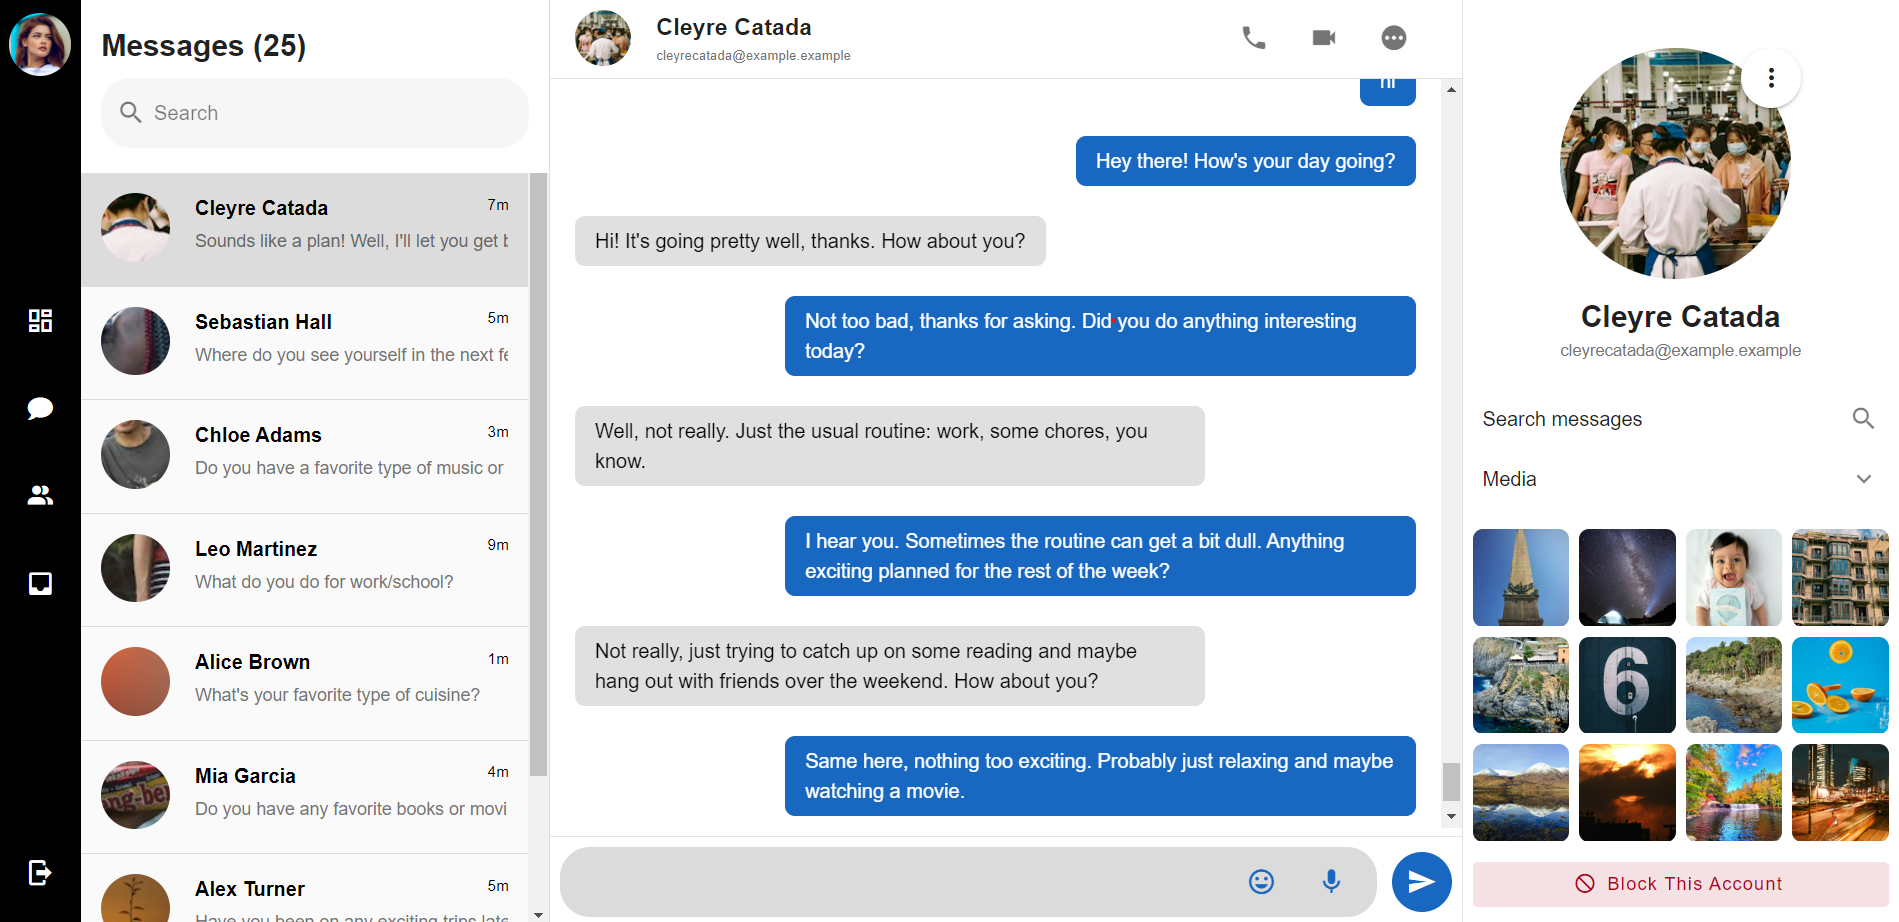 Messages (25)
Search
Cleyre Catada
7m
Sounds like a plan! Well, I'll let you get
Sebastian Hall
5m
Where do you see yourself in the next
Chloe Adams
3m
Do you have a favorite type of music or
Leo Martinez
9m
What do you do for work/school?
Alice Brown
1m
What's your favorite type of cuisine?
Mia Garcia
4m
Do you have any favorite books or movi
Alex Turner
5m
Have you been on any exciting trips late
Cleyre Catada
cleyrecatada@example.example
hi
Hey there! How's your day going?
Hi! It's going pretty well, thanks. How about you?
Not too bad, thanks for asking. Did you do anything interesting
today?
Well, not really. Just the usual routine: work, some chores, you
know.
I hear you. Sometimes the routine can get a bit dull. Anything
exciting planned for the rest of the week?
Not really, just trying to catch up on some reading and maybe
hang out with friends over the weekend. How about you?
Same here, nothing too exciting. Probably just relaxing and maybe
watching a movie.
Cleyre Catada
cleyrecatada@example.example
Search messages
Media
6
Block This Account